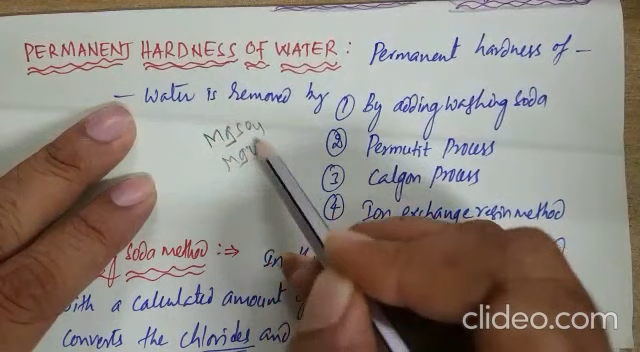 PERMANENT HARDNESS OF WATER : Permanent hardness of -
- Water is removed by ① By adding washing Soda
② Permutit Process
③ Calgon Process
④ Ion exchange resin method
MgSO4
soda method :⇒
with a calculated amount
converts the chlorides and
clideo.com